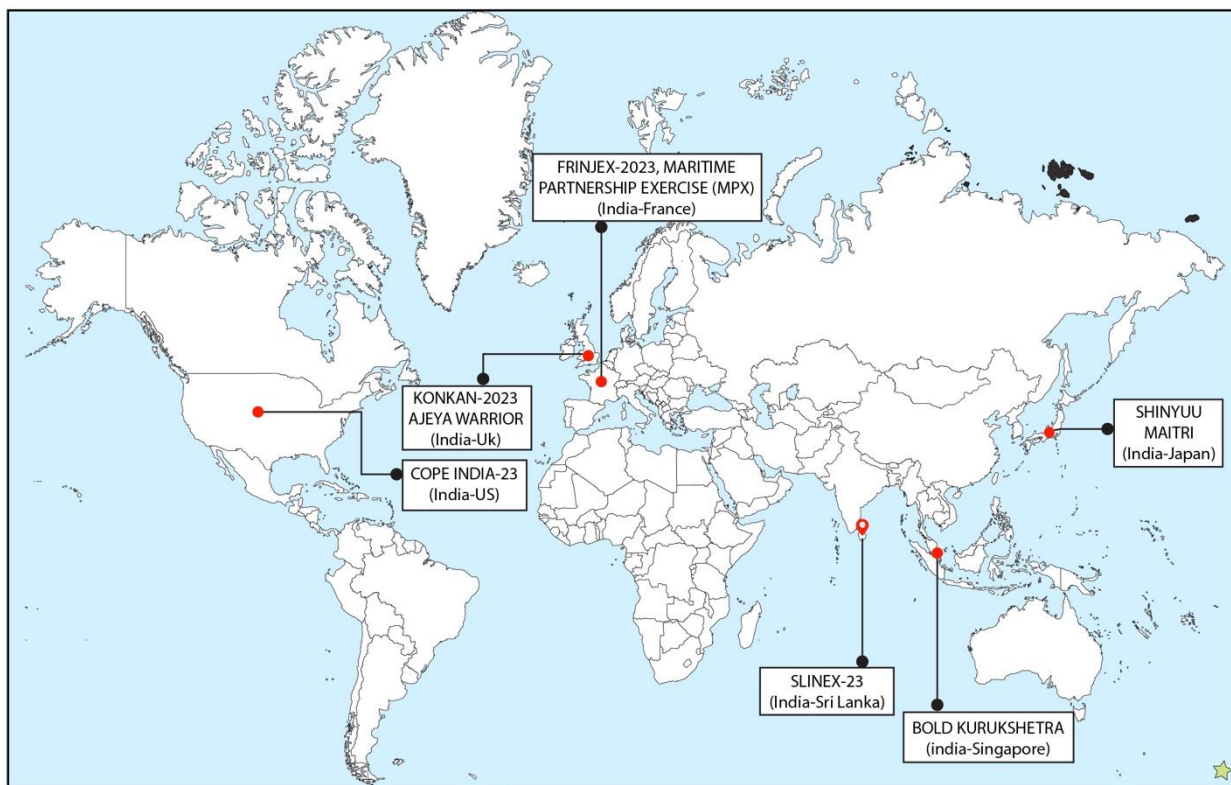 FRINJEX-2023, MARITIME
PARTNERSHIP EXERCISE (MPX)
(India-France)
KONKAN-2023
AJEYA WARRIOR
(India-Uk)
COPE INDIA-23
(India-US)
SHINYUU
MAITRI
(India-Japan)
SLINEX-23
(India-Sri Lanka)
BOLD KURUKSHETRA
(india-Singapore)